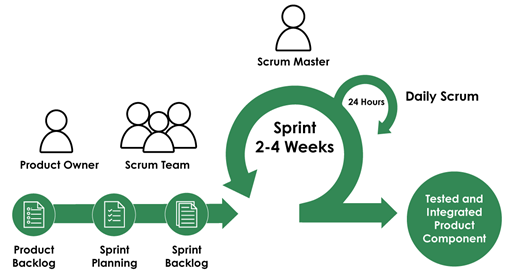 Scrum Master
24 Hours
Daily Scrum
Sprint
2-4 Weeks
Product Owner
Scrum Team
Product
Backlog
Sprint
Planning
Sprint
Backlog
Tested and
Integrated
Product
Component